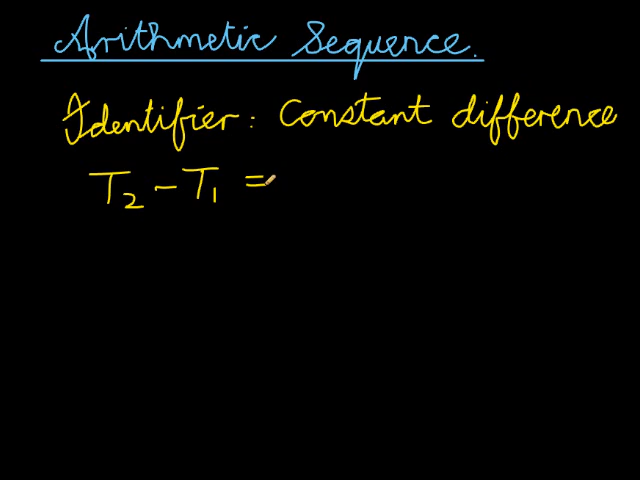 Arithmetic Sequence.
Identifier: Constant difference
T₂ - T₁ =